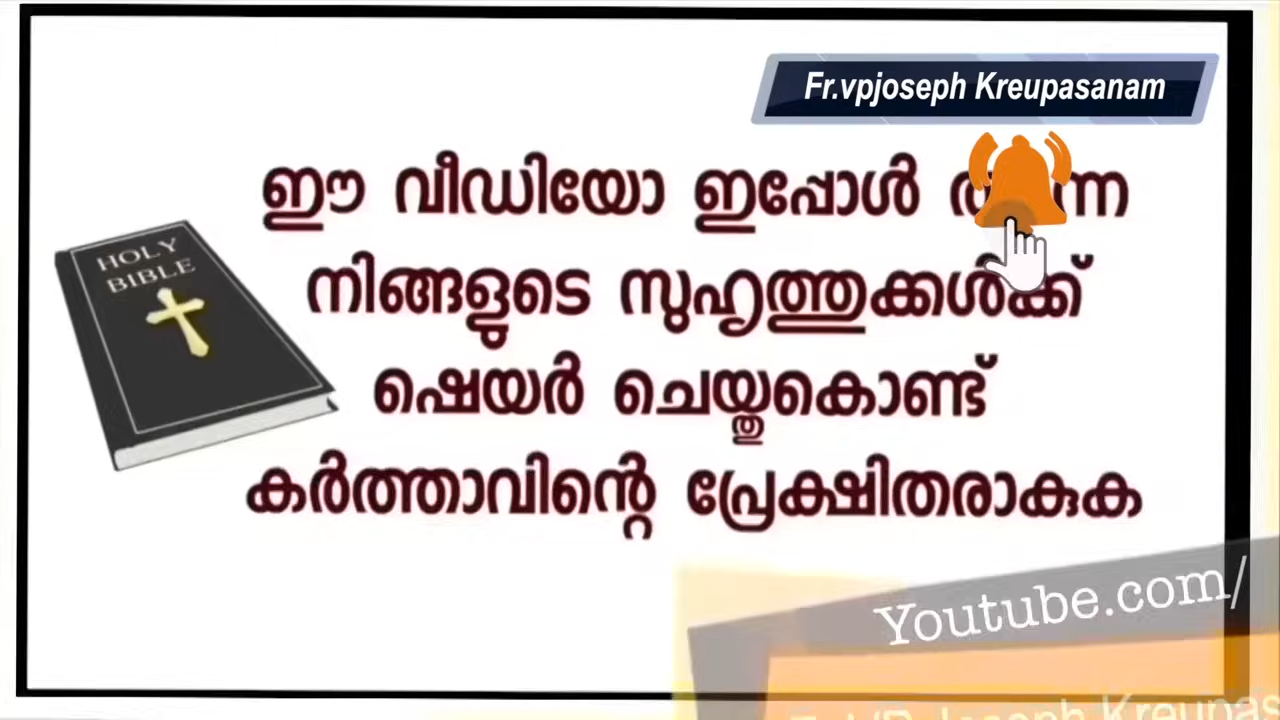 Fr.vpjoseph Kreupasanam
ഈ വീഡിയോ ഇപ്പോൾ
നിങ്ങളുടെ സുഹൃത്തുക്കൾക്ക്
ഷെയർ ചെയ്തുകൊണ്ട്
കർത്താവിന്റെ പ്രേക്ഷിതരാകുക
HOLY
BIBLE
Youtube.com/